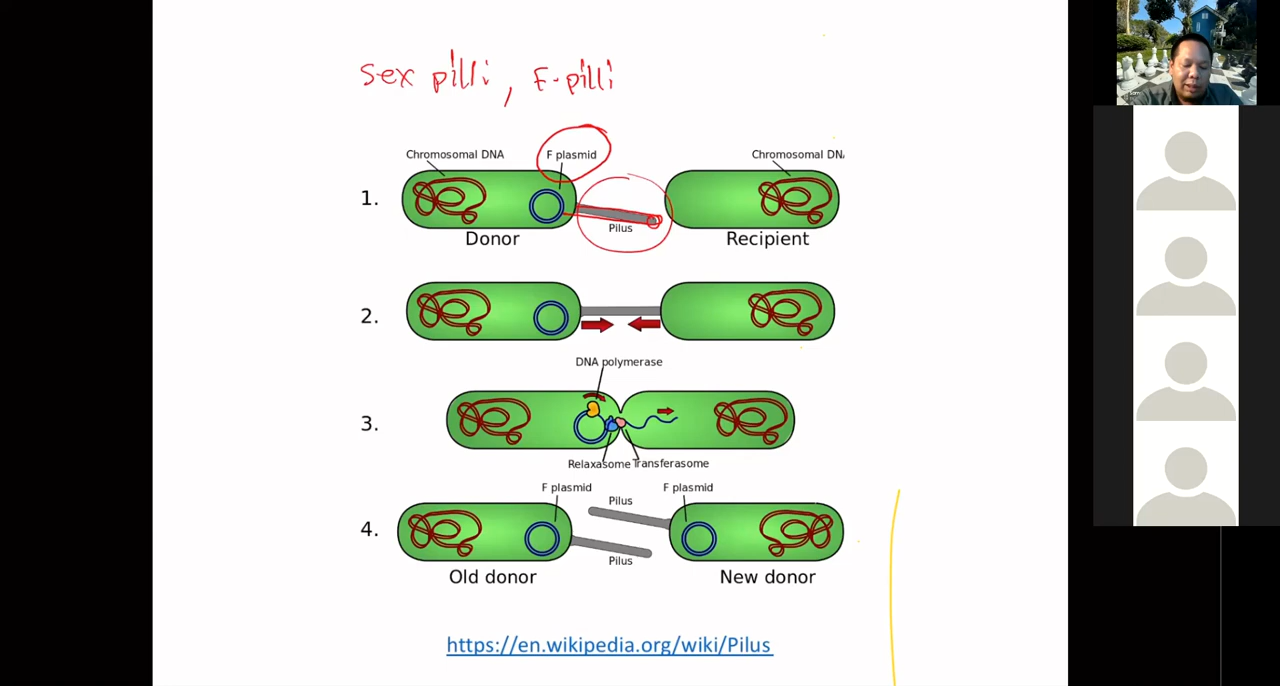 sex pilli, F-pilli
Chromosomal DNA F plasmid Chromosomal DN
1.
Pilus
Donor Recipient
2.
DNA polymerase
3.
Relaxasome Transferasome
F plasmid Pilus F plasmid
4.
Pilus
Old donor New donor
https://en.wikipedia.org/wiki/Pilus